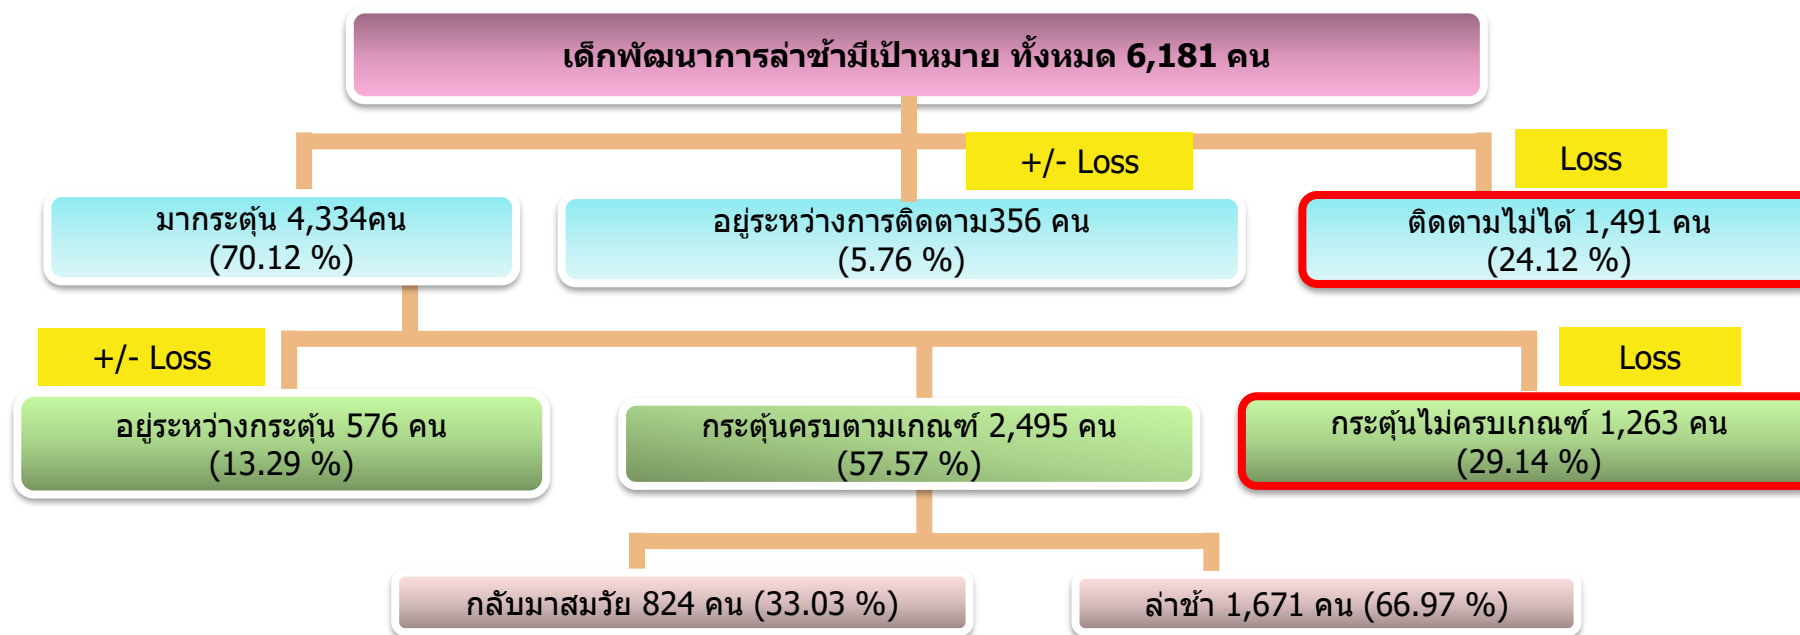 เด็กพัฒนาการล่าช้ามีเป้าหมาย ทั้งหมด 6,181 คน
+/- Loss
Loss
มากระตุ้น 4,334คน
(70.12 %)
อยู่ระหว่างการติดตาม356 คน
(5.76 %)
ติดตามไม่ได้ 1,491 คน
(24.12 %)
+/- Loss
Loss
อยู่ระหว่างกระตุ้น 576 คน
(13.29 %)
กระตุ้นครบตามเกณฑ์ 2,495 คน
(57.57 %)
กระตุ้นไม่ครบเกณฑ์ 1,263 คน
(29.14 %)
กลับมาสมวัย 824 คน (33.03 %)
ล่าช้า 1,671 คน (66.97 %)